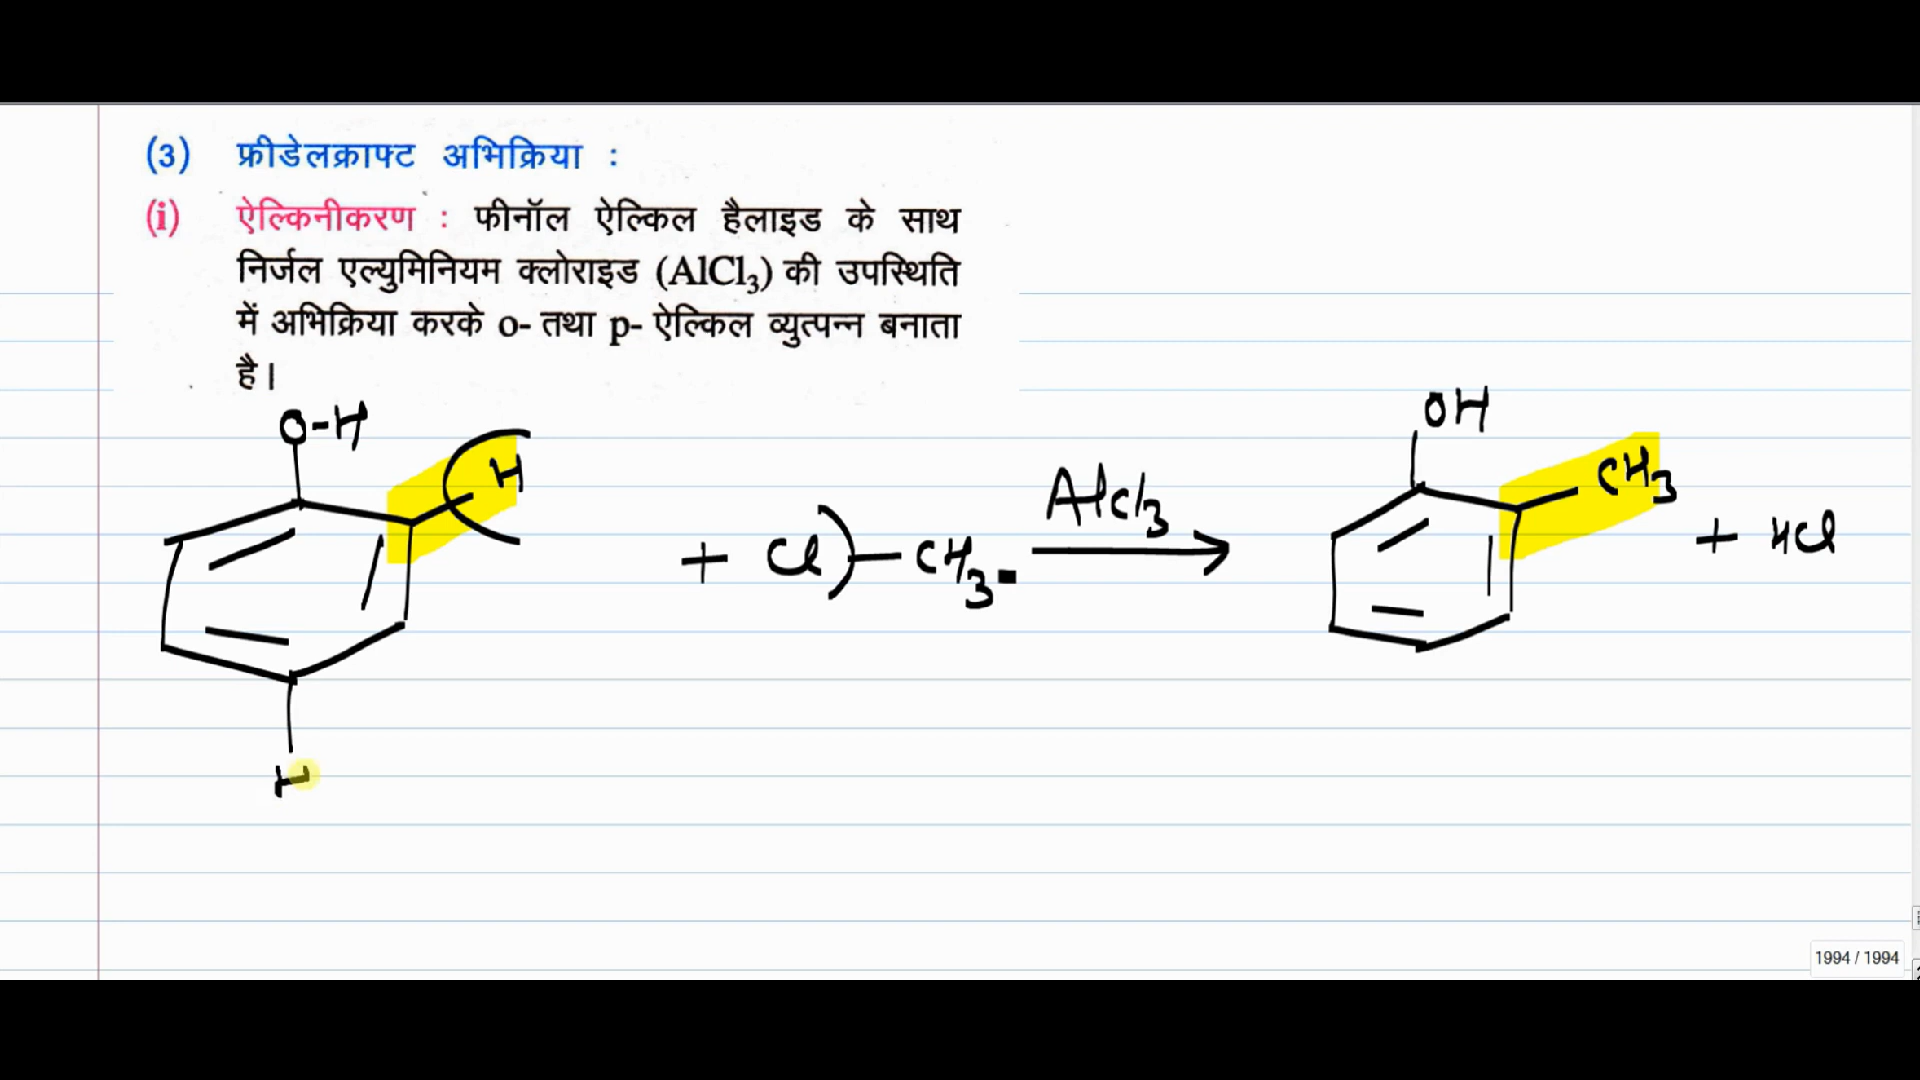 (3) फ्रीडेलक्राफ्ट अभिक्रिया :
(i) ऐल्किनीकरण : फीनॉल ऐल्किल हैलाइड के साथ
निर्जल एल्युमिनियम क्लोराइड (AlCl₃) की उपस्थिति
में अभिक्रिया करके o- तथा p- ऐल्किल व्युत्पन्न बनाता
है।
O-H
H
+ Cl)-CH₃
AlCl₃
OH
CH₃
+ HCl
H
1994 / 1994